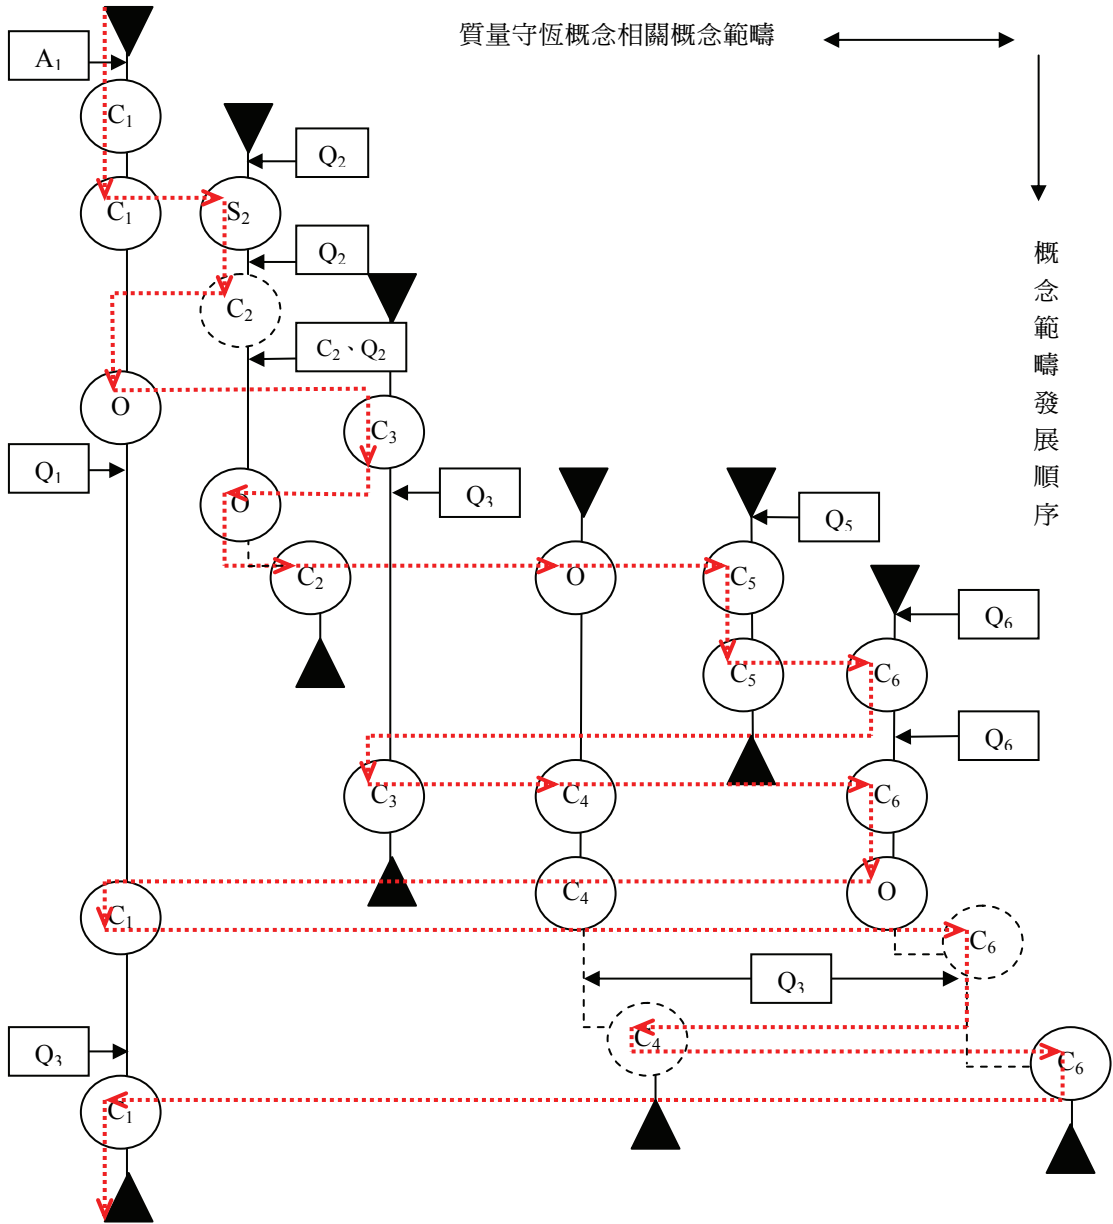 質量守恆概念相關概念範疇
A₁
C₁
Q₂
C₁
S₂
Q₂
概念範疇發展順序
C₂
C₂、Q₂
O
C₃
Q₁
O
Q₃
Q₅
C₂
O
C₅
Q₆
C₅
C₆
Q₆
C₃
C₄
C₆
C₄
O
C₁
C₆
Q₃
C₄
Q₃
C₆
C₁